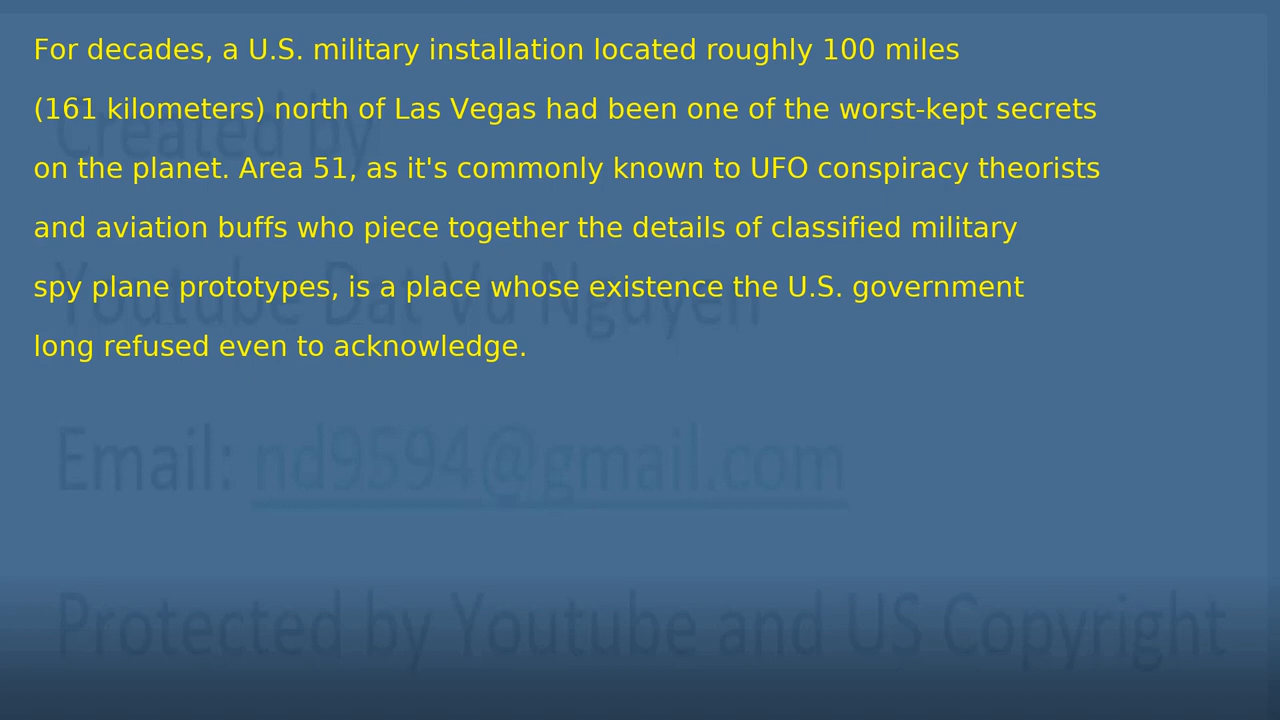 For decades, a U.S. military installation located roughly 100 miles
(161 kilometers) north of Las Vegas had been one of the worst-kept secrets
on the planet. Area 51, as it's commonly known to UFO conspiracy theorists
and aviation buffs who piece together the details of classified military
spy plane prototypes, is a place whose existence the U.S. government
long refused even to acknowledge.
Created by
Youtube Dat Vu Nguyen
Email: nd9594@gmail.com
Protected by Youtube and US Copyright